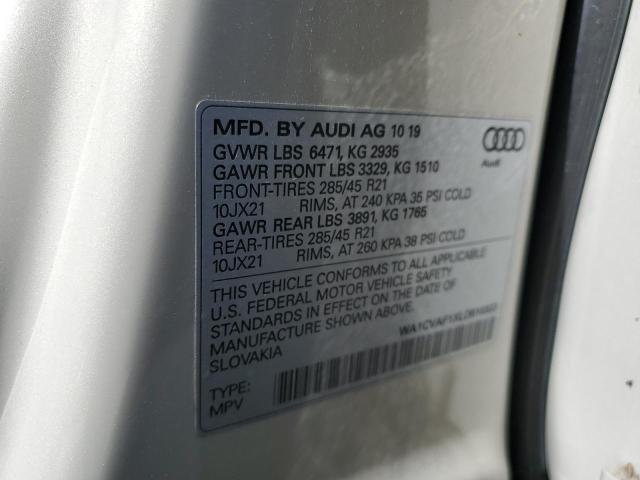 MFD. BY AUDI AG 10 19
GVWR LBS 6471, KG 2935
GAWR FRONT LBS 3329, KG 1510
FRONT-TIRES 285/45 R21
10JX21 RIMS, AT 240 KPA 35 PSI COLD
GAWR REAR LBS 3891, KG 1765
REAR-TIRES 285/45 R21
10JX21 RIMS, AT 260 KPA 38 PSI COLD
Audi
THIS VEHICLE CONFORMS TO ALL APPLICABLE
U.S. FEDERAL MOTOR VEHICLE SAFETY
STANDARDS IN EFFECT ON THE DATE OF
MANUFACTURE SHOWN ABOVE.
SLOVAKIA
TYPE:
MPV